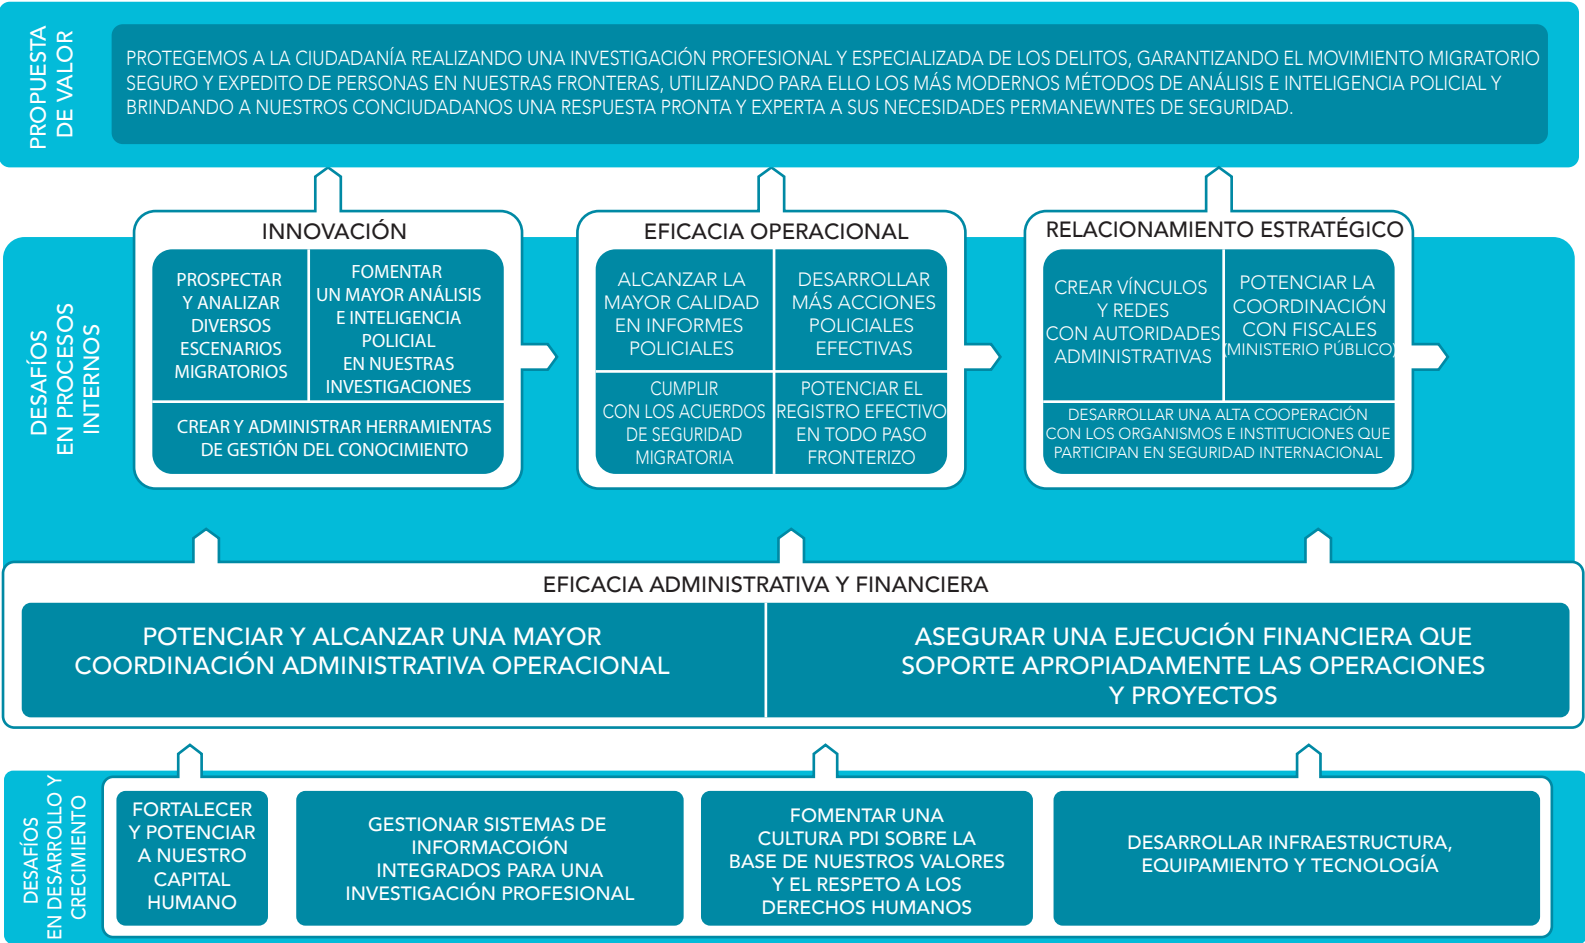 PROPUESTA
DE VALOR
PROTEGEMOS A LA CIUDADANÍA REALIZANDO UNA INVESTIGACIÓN PROFESIONAL Y ESPECIALIZADA DE LOS DELITOS, GARANTIZANDO EL MOVIMIENTO MIGRATORIO
SEGURO Y EXPEDITO DE PERSONAS EN NUESTRAS FRONTERAS, UTILIZANDO PARA ELLO LOS MÁS MODERNOS MÉTODOS DE ANÁLISIS E INTELIGENCIA POLICIAL Y
BRINDANDO A NUESTROS CONCIUDADANOS UNA RESPUESTA PRONTA Y EXPERTA A SUS NECESIDADES PERMANEWNTES DE SEGURIDAD.
DESAFÍOS
EN PROCESOS
INTERNOS
INNOVACIÓN
PROSPECTAR
Y ANALIZAR
DIVERSOS
ESCENARIOS
MIGRATORIOS
FOMENTAR
UN MAYOR ANÁLISIS
E INTELIGENCIA
POLICIAL
EN NUESTRAS
INVESTIGACIONES
CREAR Y ADMINISTRAR HERRAMIENTAS
DE GESTIÓN DEL CONOCIMIENTO
EFICACIA OPERACIONAL
ALCANZAR LA
MAYOR CALIDAD
EN INFORMES
POLICIALES
DESARROLLAR
MÁS ACCIONES
POLICIALES
EFECTIVAS
CUMPLIR
CON LOS ACUERDOS
DE SEGURIDAD
MIGRATORIA
POTENCIAR EL
REGISTRO EFECTIVO
EN TODO PASO
FRONTERIZO
RELACIONAMIENTO ESTRATÉGICO
CREAR VÍNCULOS
Y REDES
CON AUTORIDADES
ADMINISTRATIVAS
POTENCIAR LA
COORDINACIÓN
CON FISCALES
(MINISTERIO PÚBLICO)
DESARROLLAR UNA ALTA COOPERACIÓN
CON LOS ORGANISMOS E INSTITUCIONES QUE
PARTICIPAN EN SEGURIDAD INTERNACIONAL
EFICACIA ADMINISTRATIVA Y FINANCIERA
POTENCIAR Y ALCANZAR UNA MAYOR
COORDINACIÓN ADMINISTRATIVA OPERACIONAL
ASEGURAR UNA EJECUCIÓN FINANCIERA QUE
SOPORTE APROPIADAMENTE LAS OPERACIONES
Y PROYECTOS
DESAFÍOS
EN DESARROLLO Y
CRECIMIENTO
FORTALECER
Y POTENCIAR
A NUESTRO
CAPITAL
HUMANO
GESTIONAR SISTEMAS DE
INFORMACOIÓN
INTEGRADOS PARA UNA
INVESTIGACIÓN PROFESIONAL
FOMENTAR UNA
CULTURA PDI SOBRE LA
BASE DE NUESTROS VALORES
Y EL RESPETO A LOS
DERECHOS HUMANOS
DESARROLLAR INFRAESTRUCTURA,
EQUIPAMIENTO Y TECNOLOGÍA